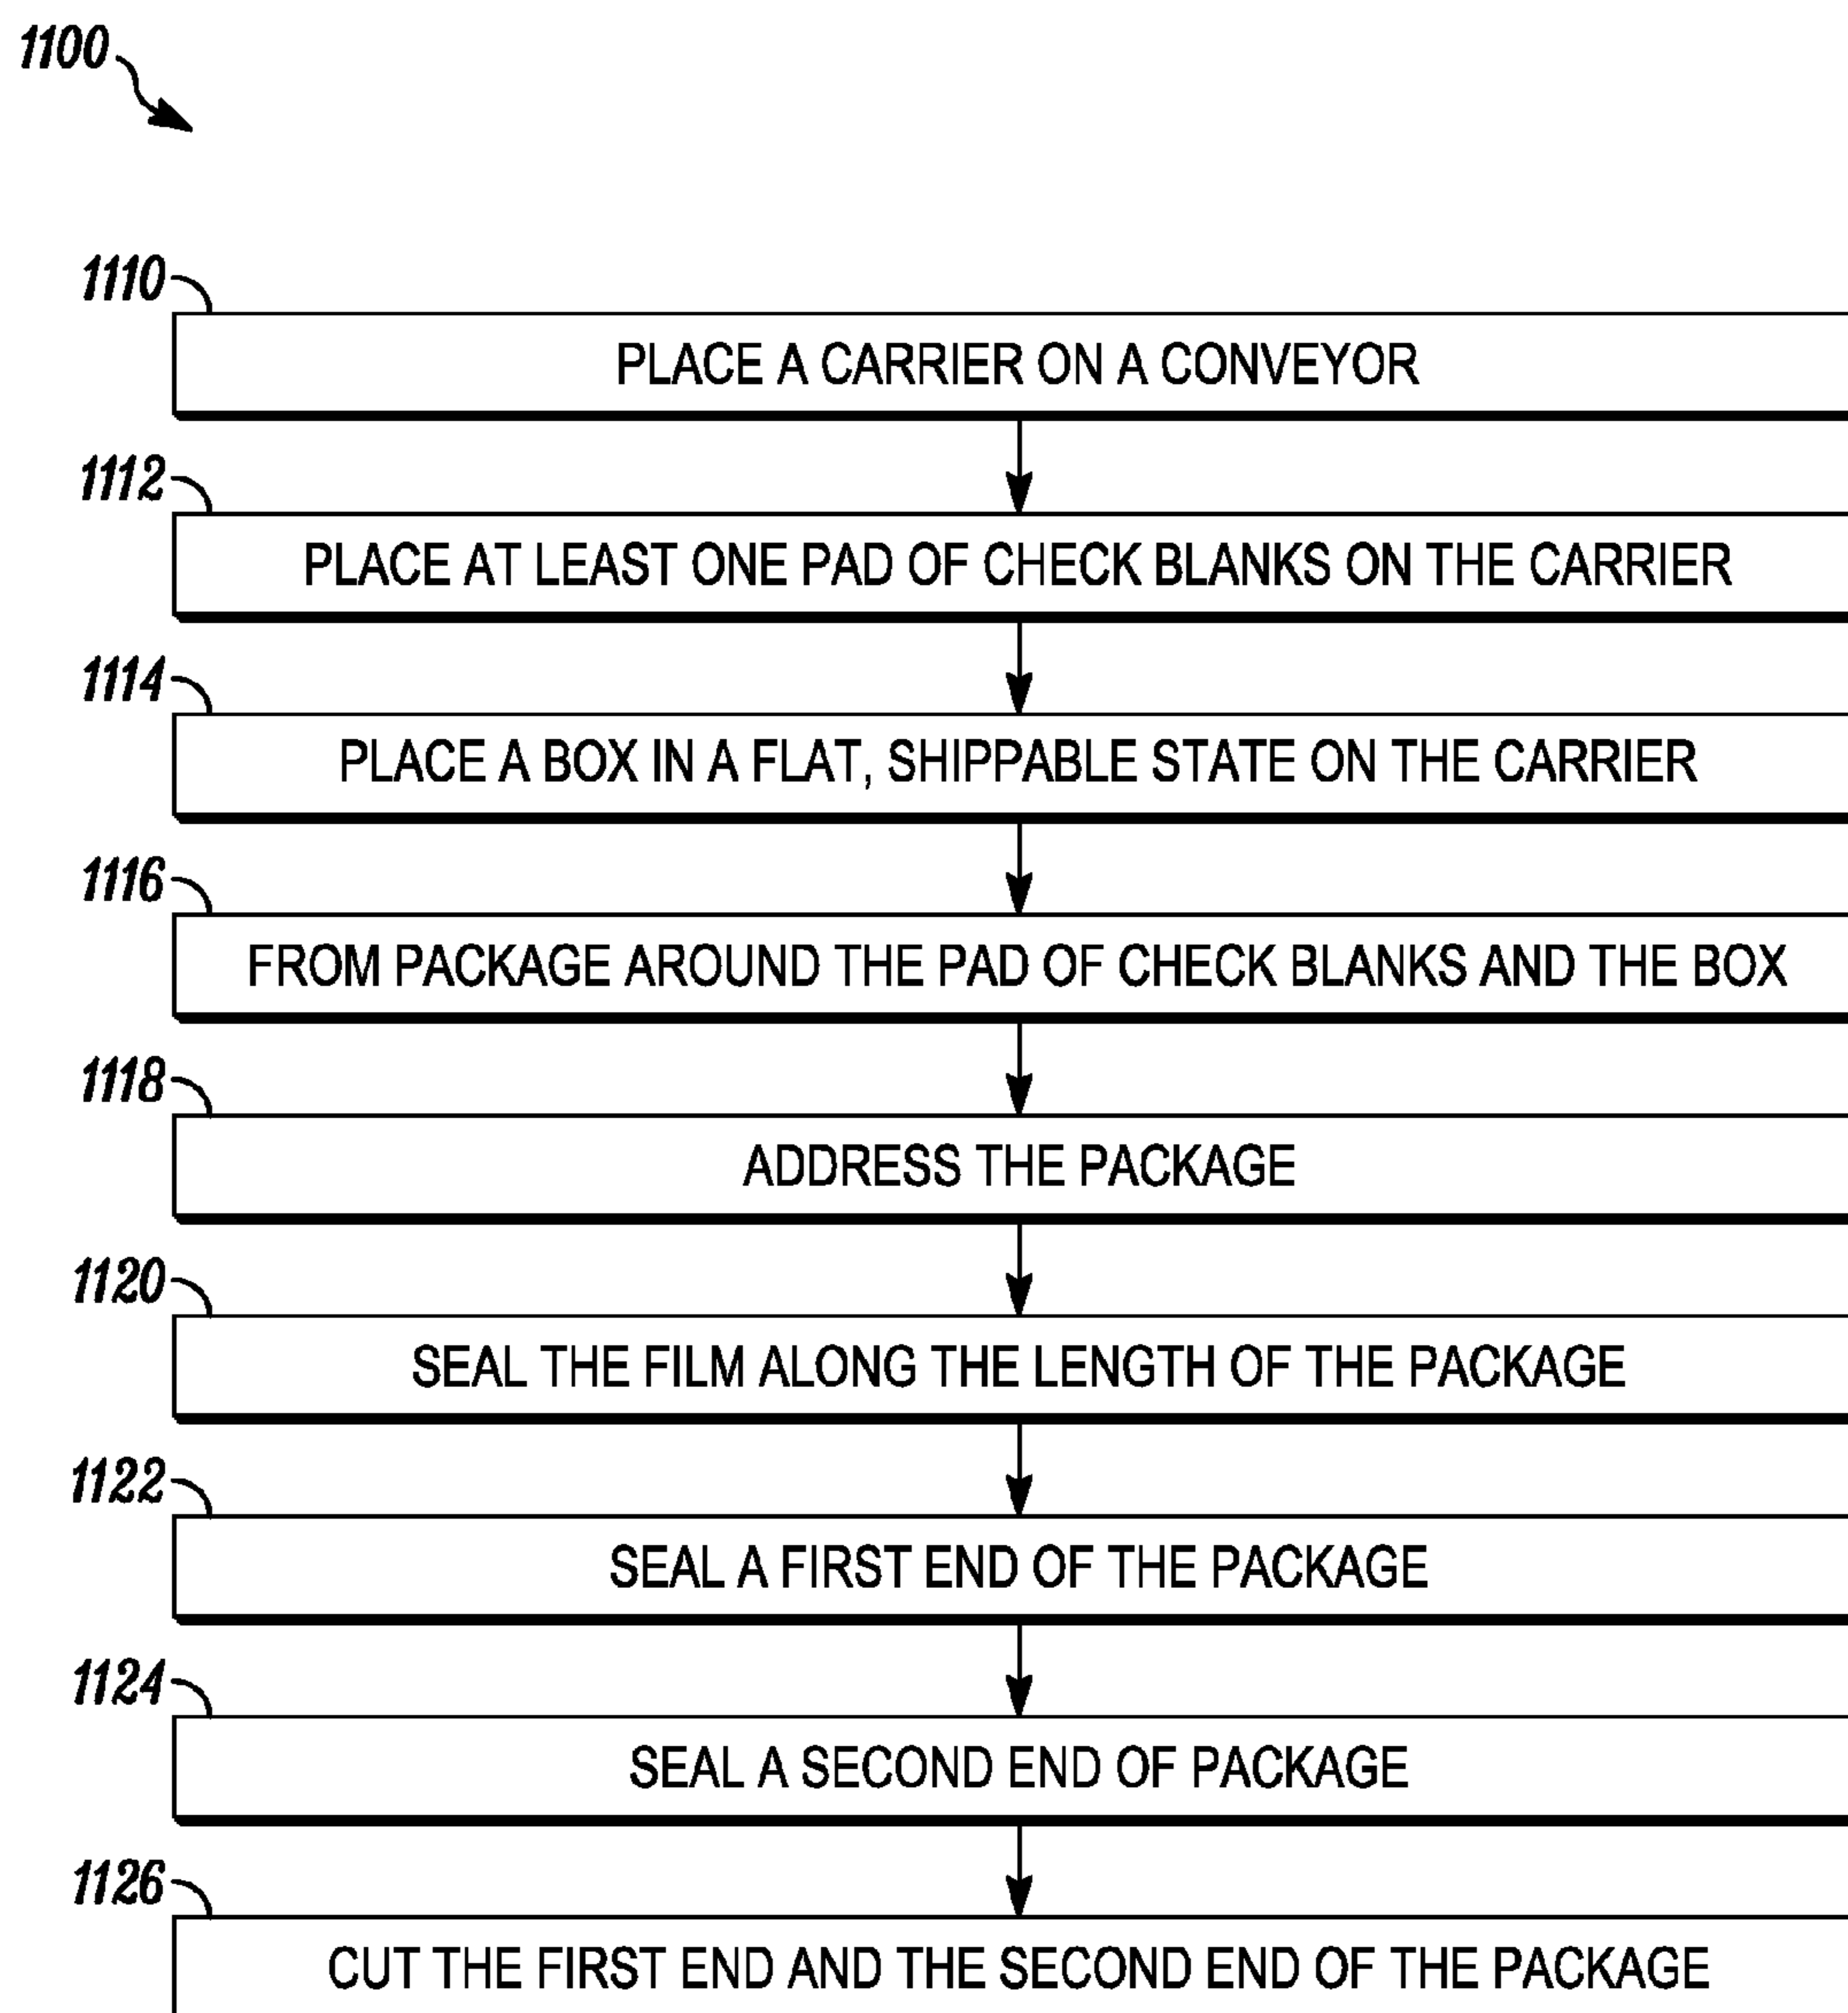 1100
1110
PLACE A CARRIER ON A CONVEYOR
1112
PLACE AT LEAST ONE PAD OF CHECK BLANKS ON THE CARRIER
1114
PLACE A BOX IN A FLAT, SHIPPABLE STATE ON THE CARRIER
1116
FROM PACKAGE AROUND THE PAD OF CHECK BLANKS AND THE BOX
1118
ADDRESS THE PACKAGE
1120
SEAL THE FILM ALONG THE LENGTH OF THE PACKAGE
1122
SEAL A FIRST END OF THE PACKAGE
1124
SEAL A SECOND END OF PACKAGE
1126
CUT THE FIRST END AND THE SECOND END OF THE PACKAGE